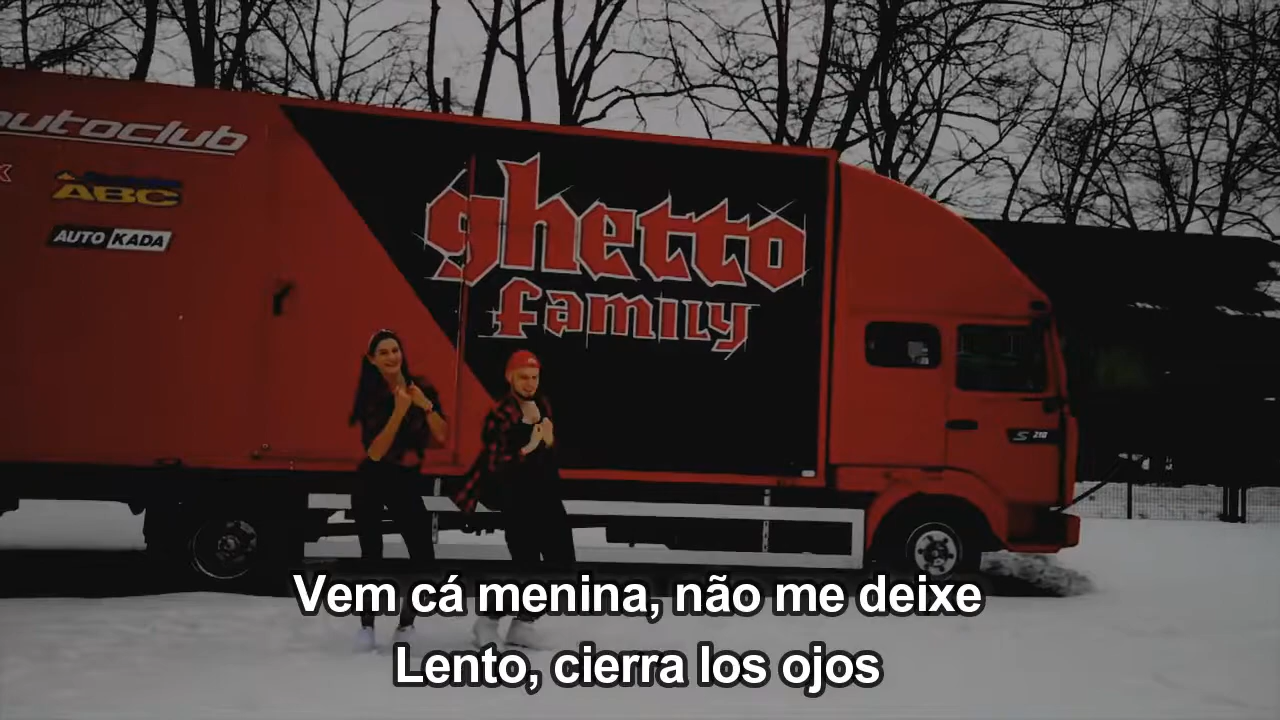 autoclub
ABC
AUTO KADA
ghetto
family
S 210
Vem cá menina, não me deixe
Lento, cierra los ojos